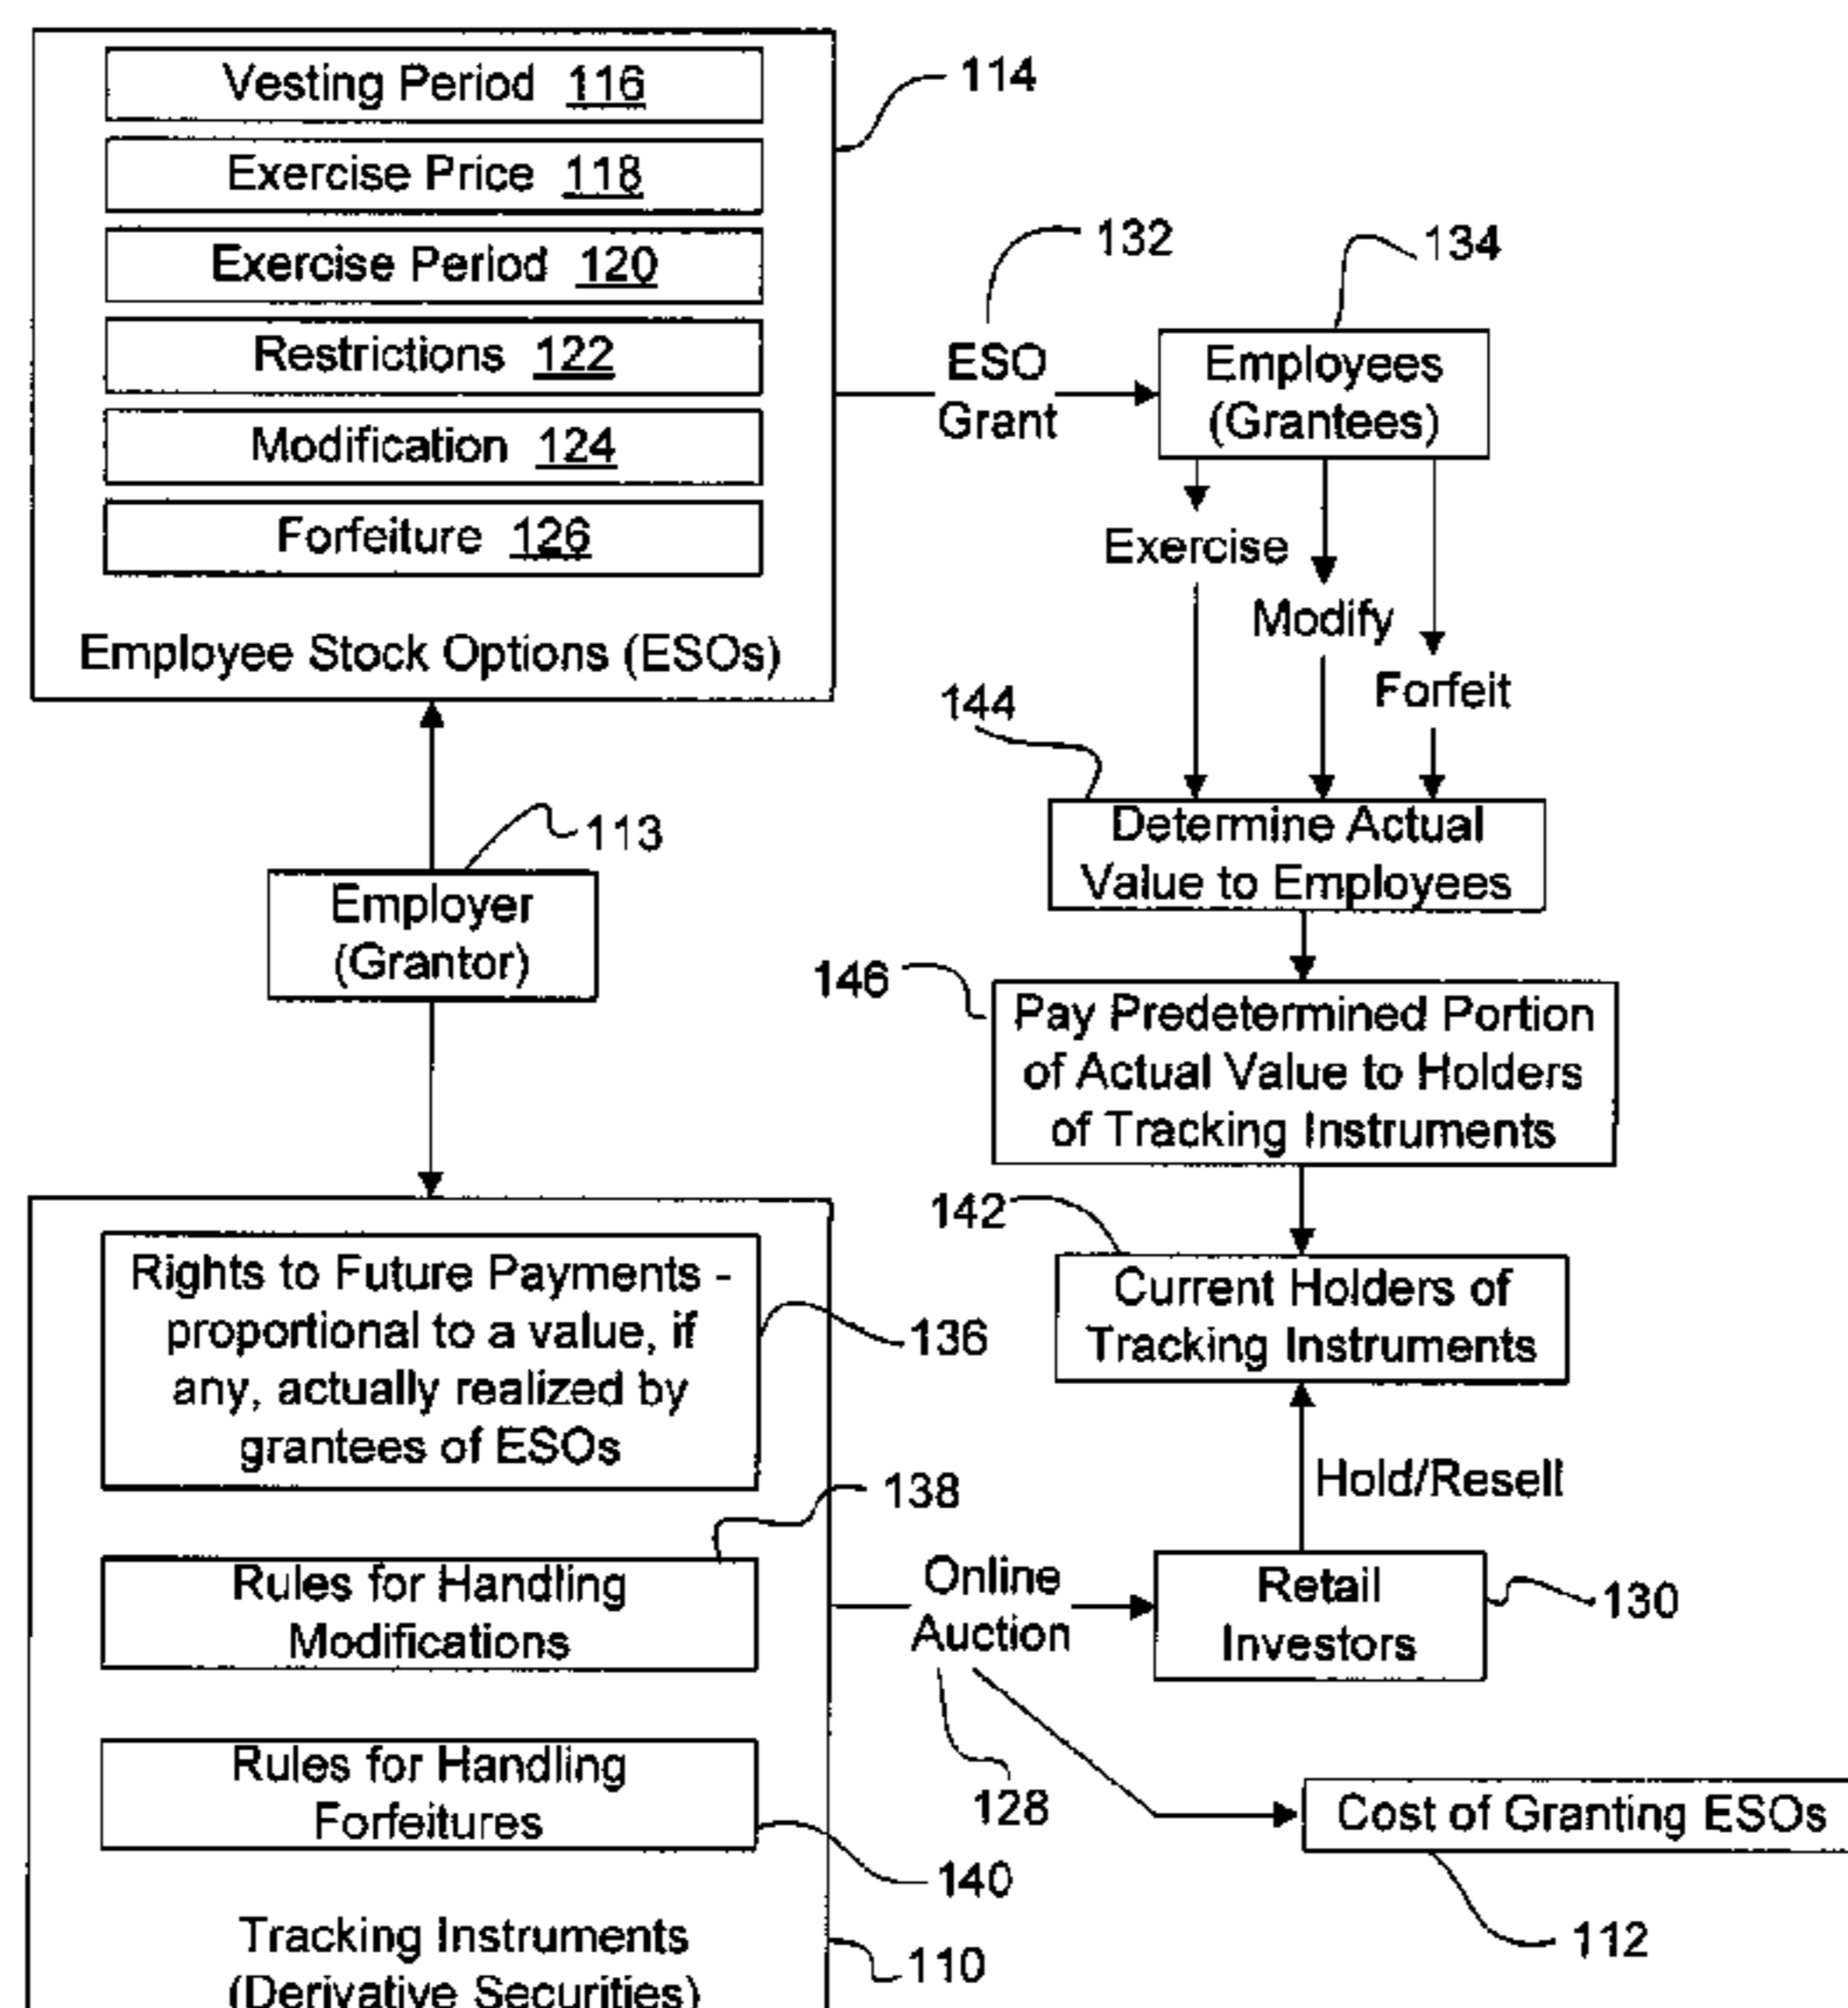 Vesting Period 116
Exercise Price 118
Exercise Period 120
Restrictions 122
Modification 124
Forfeiture 126
Employee Stock Options (ESOs)
114
132
ESO
Grant
134
Employees
(Grantees)
Exercise
Modify
Forfeit
144
Determine Actual
Value to Employees
113
Employer
(Grantor)
146
Pay Predetermined Portion
of Actual Value to Holders
of Tracking Instruments
142
Current Holders of
Tracking Instruments
Rights to Future Payments -
proportional to a value, if
any, actually realized by
grantees of ESOs
136
138
Rules for Handling
Modifications
Hold/Resell
Online
Auction
Retail
Investors
130
128
Rules for Handling
Forfeitures
140
Cost of Granting ESOs
112
Tracking Instruments
(Derivative Securities)
110